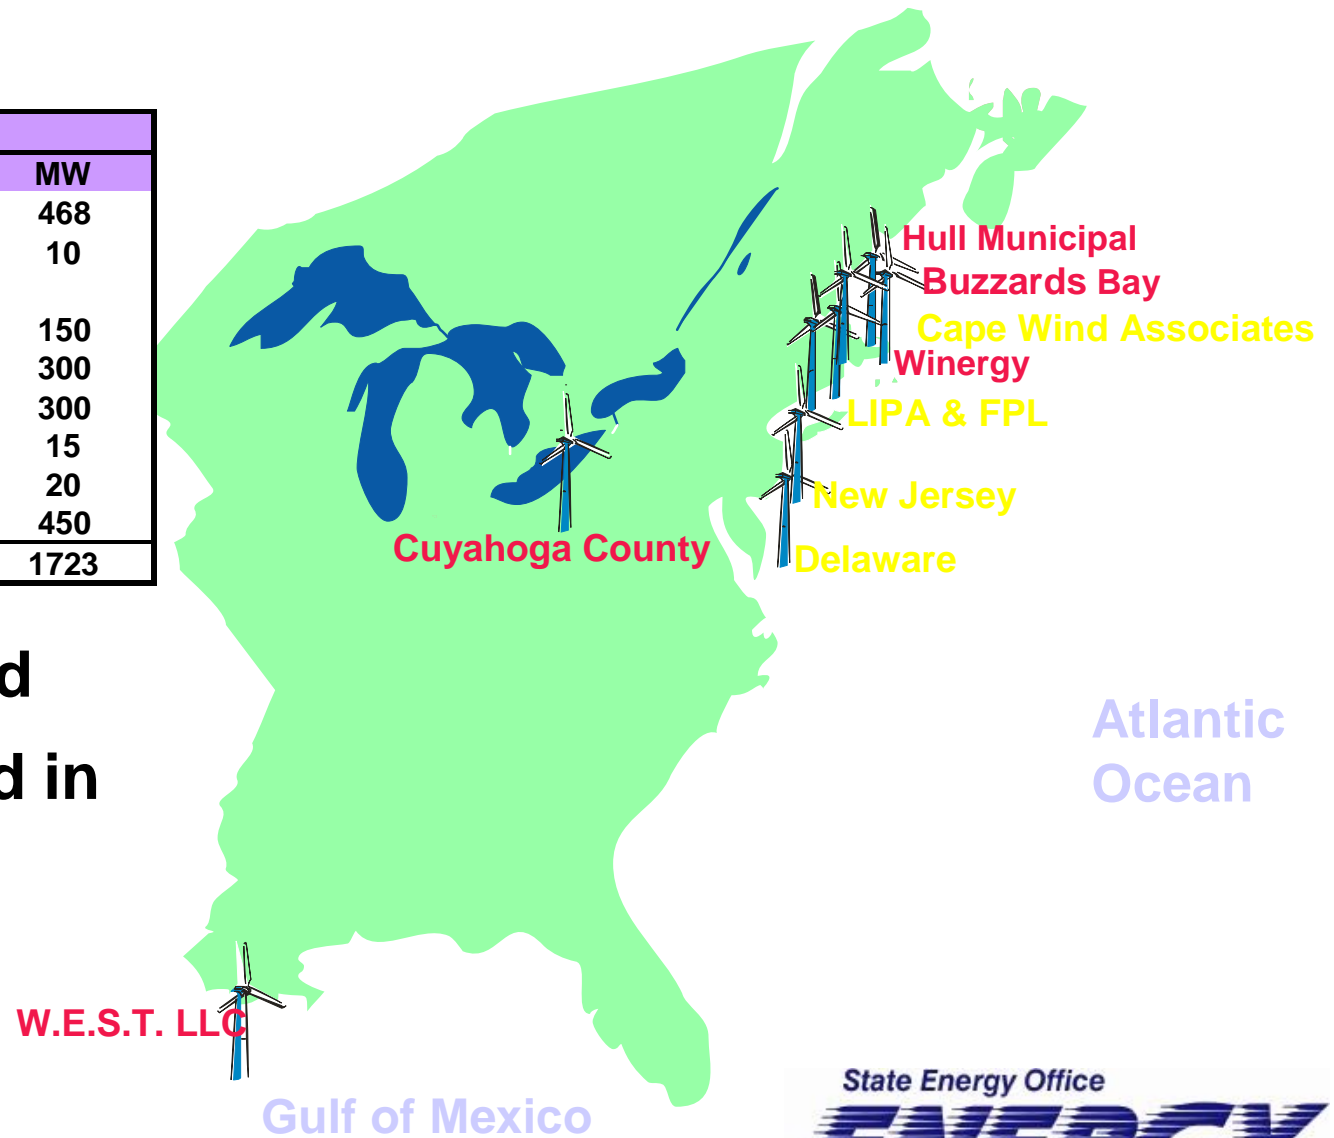 MW
468
10
150
300
300
15
20
450
1723
Hull Municipal
Buzzards Bay
Cape Wind Associates
Winergy
LIPA & FPL
New Jersey
Cuyahoga County
Delaware
d
d in
Atlantic
Ocean
W.E.S.T. LLC
Gulf of Mexico
State Energy Office
ENERGY